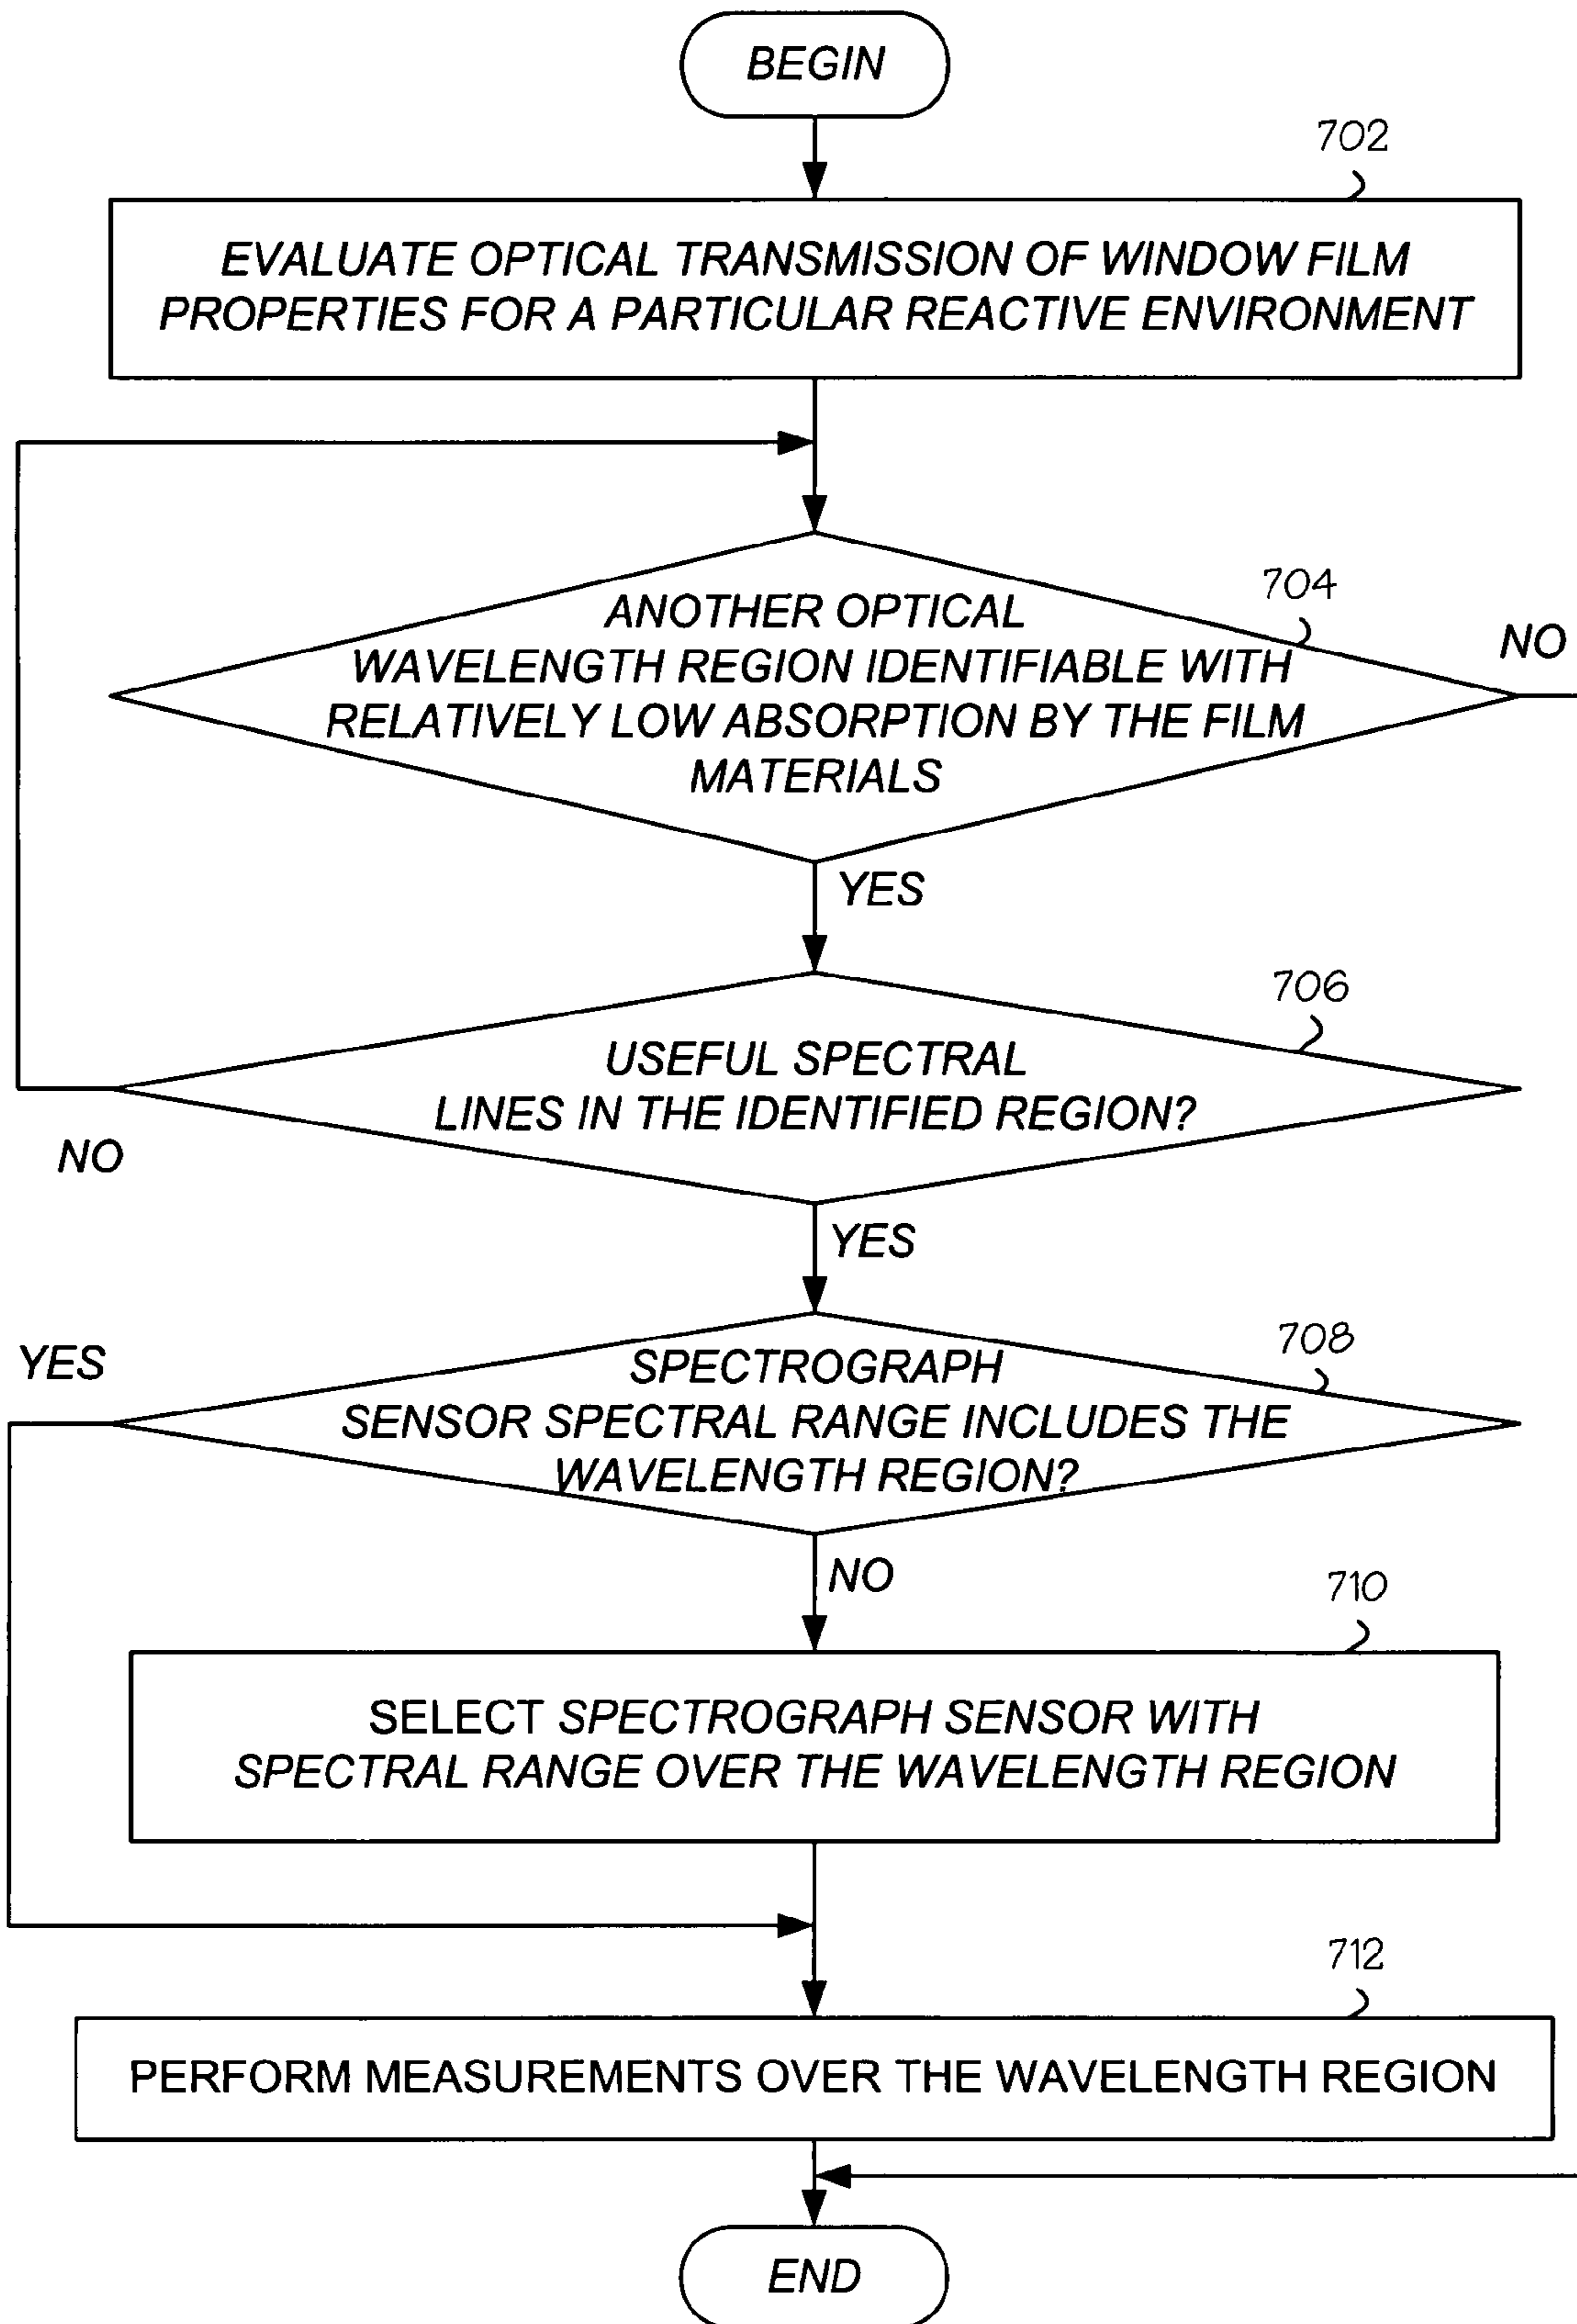 BEGIN
702
EVALUATE OPTICAL TRANSMISSION OF WINDOW FILM
PROPERTIES FOR A PARTICULAR REACTIVE ENVIRONMENT
704
ANOTHER OPTICAL
WAVELENGTH REGION IDENTIFIABLE WITH
RELATIVELY LOW ABSORPTION BY THE FILM
MATERIALS
NO
YES
706
USEFUL SPECTRAL
LINES IN THE IDENTIFIED REGION?
NO
YES
708
SPECTROGRAPH
SENSOR SPECTRAL RANGE INCLUDES THE
WAVELENGTH REGION?
YES
NO
710
SELECT SPECTROGRAPH SENSOR WITH
SPECTRAL RANGE OVER THE WAVELENGTH REGION
712
PERFORM MEASUREMENTS OVER THE WAVELENGTH REGION
END